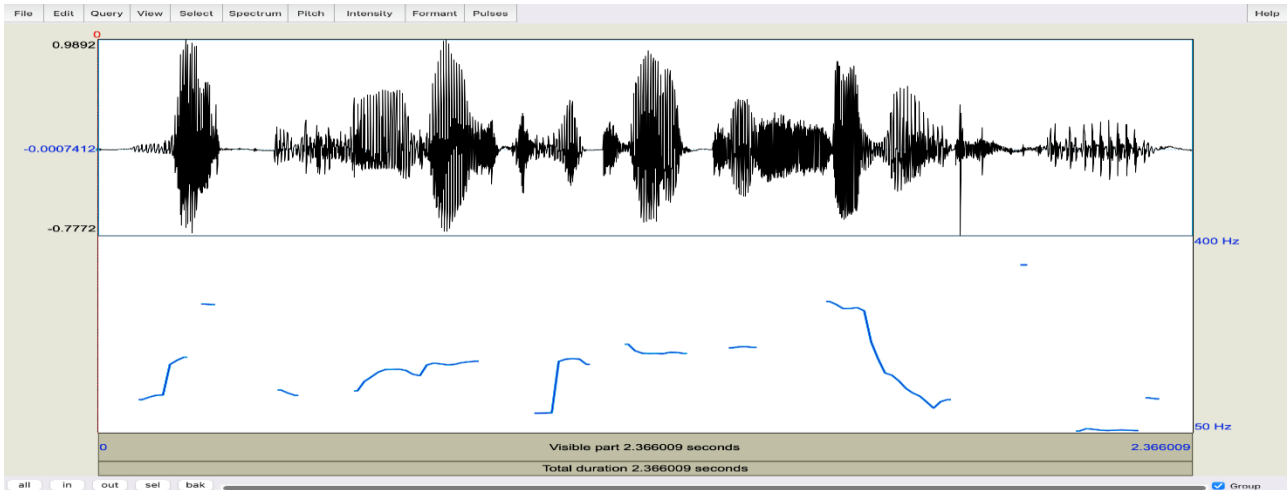 File Edit Query View Select Spectrum Pitch Intensity Formant Pulses Help
0
0.9892
-0.0007412
-0.7772
400 Hz
50 Hz
0 Visible part 2.366009 seconds 2.366009
Total duration 2.366009 seconds
all in out sel bak Group